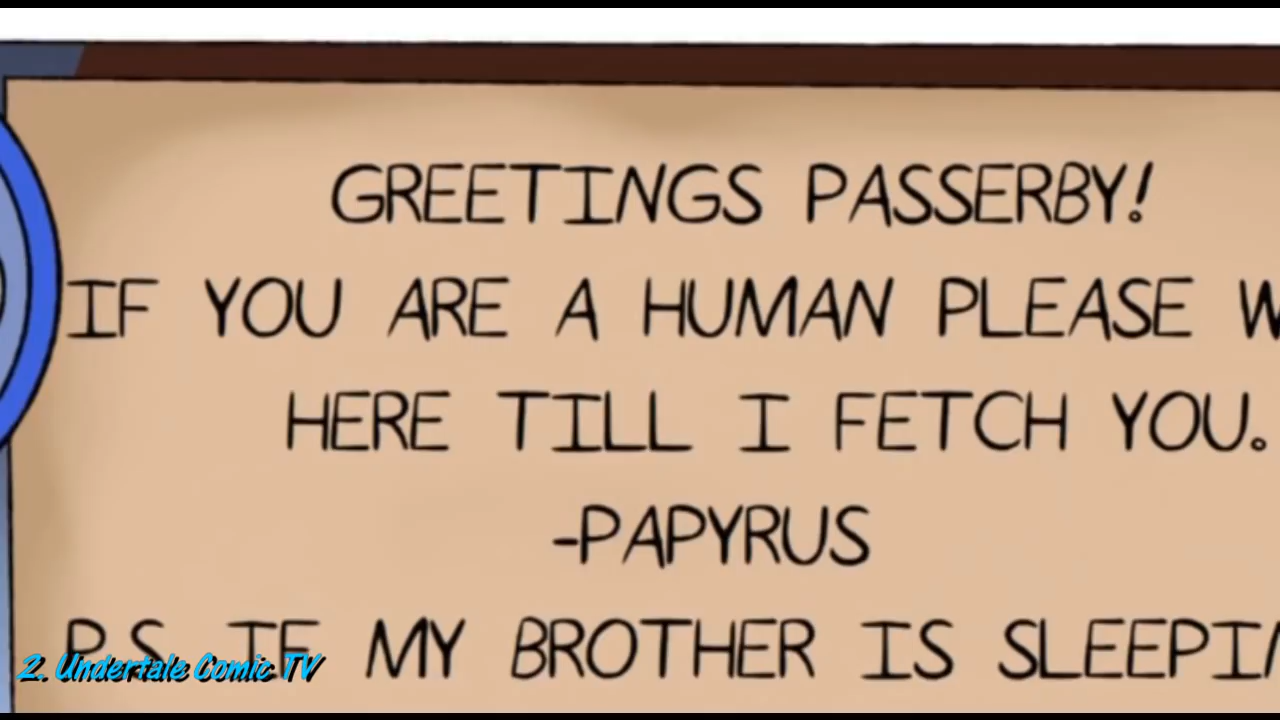 GREETINGS PASSERBY!
IF YOU ARE A HUMAN PLEASE
HERE TILL I FETCH YOU.
-PAPYRUS
P.S. IF MY BROTHER IS
2. Undertale Comic TV